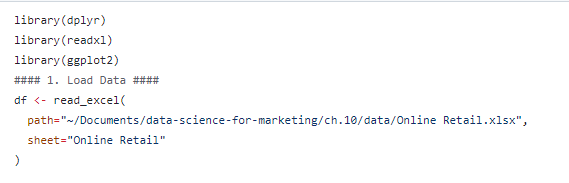 library(dplyr)
library(readxl)
library(ggplot2)
#### 1. Load Data ####
df <- read_excel(
  path="~/Documents/data-science-for-marketing/ch.10/data/Online Retail.xlsx",
  sheet="Online Retail"
)